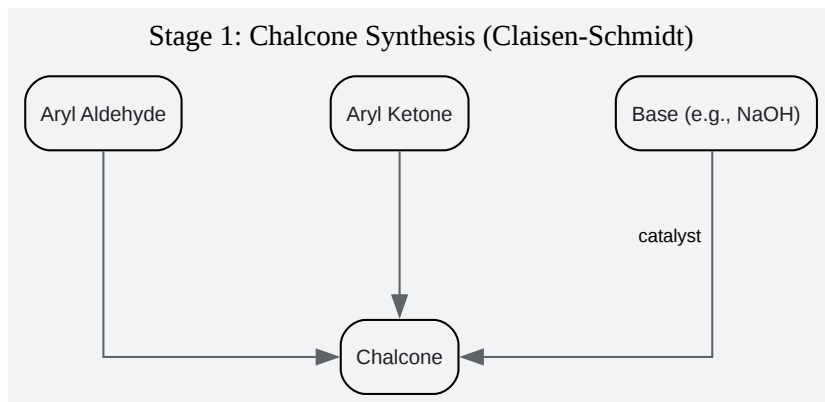 Stage 1: Chalcone Synthesis (Claisen-Schmidt)
Aryl Aldehyde
Aryl Ketone
Base (e.g., NaOH)
catalyst
Chalcone